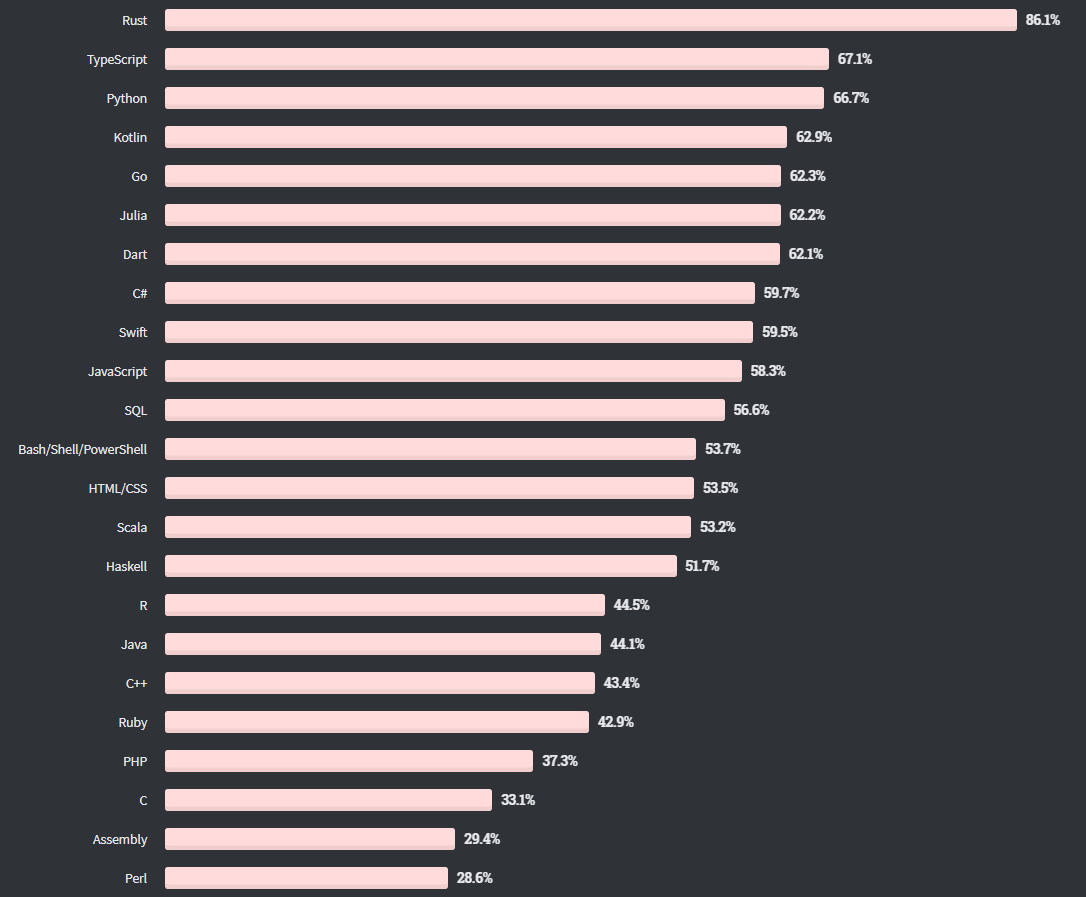 Rust 86.1%
TypeScript 67.1%
Python 66.7%
Kotlin 62.9%
Go 62.3%
Julia 62.2%
Dart 62.1%
C# 59.7%
Swift 59.5%
JavaScript 58.3%
SQL 56.6%
Bash/Shell/PowerShell 53.7%
HTML/CSS 53.5%
Scala 53.2%
Haskell 51.7%
R 44.5%
Java 44.1%
C++ 43.4%
Ruby 42.9%
PHP 37.3%
C 33.1%
Assembly 29.4%
Perl 28.6%